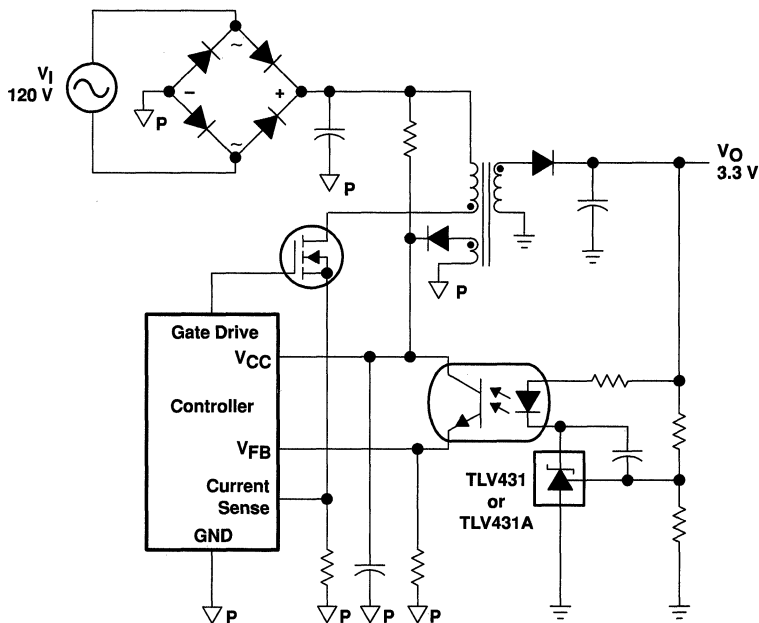 ~
VI
120 V
−
+
P
~
P
VO
3.3 V
P
Gate Drive
VCC
Controller
VFB
Current
Sense
GND
TLV431
or
TLV431A
P
P
P
P